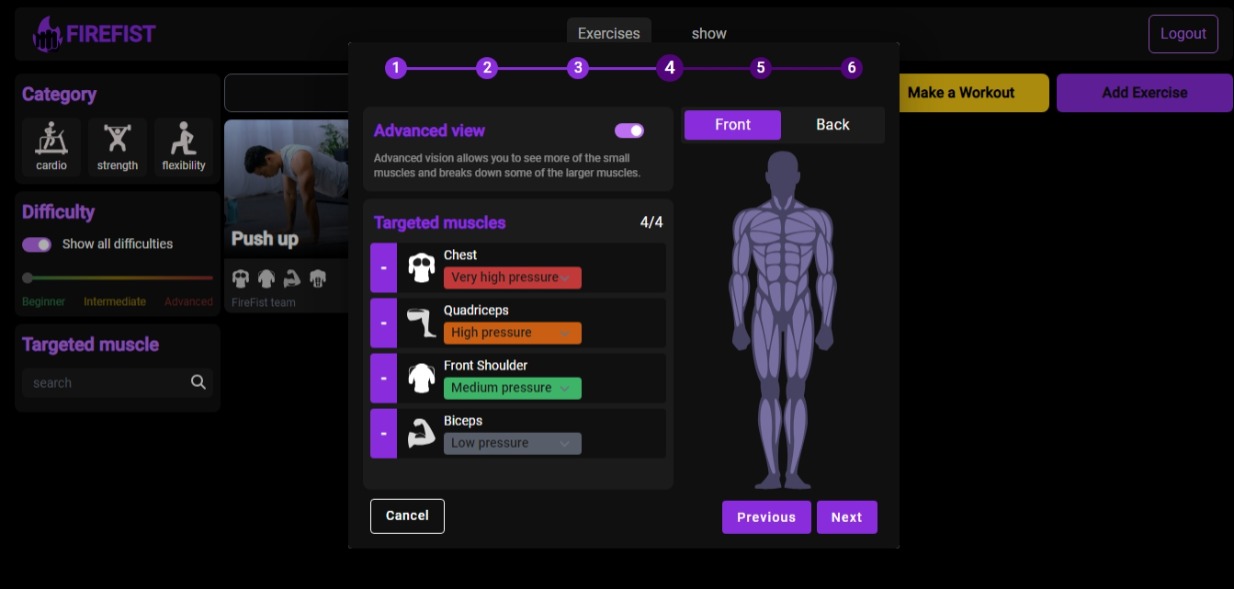 FIREFIST
Exercises
show
Logout
1
2
3
4
5
6
Category
cardio
strength
flexibility
Difficulty
Show all difficulties
Beginner
Intermediate
Advanced
Targeted muscle
search
Push up
FireFist team
Make a Workout
Add Exercise
Advanced view
Advanced vision allows you to see more of the small
muscles and breaks down some of the larger muscles.
Targeted muscles
4/4
-
Chest
Very high pressure
-
Quadriceps
High pressure
-
Front Shoulder
Medium pressure
-
Biceps
Low pressure
Front
Back
Cancel
Previous
Next